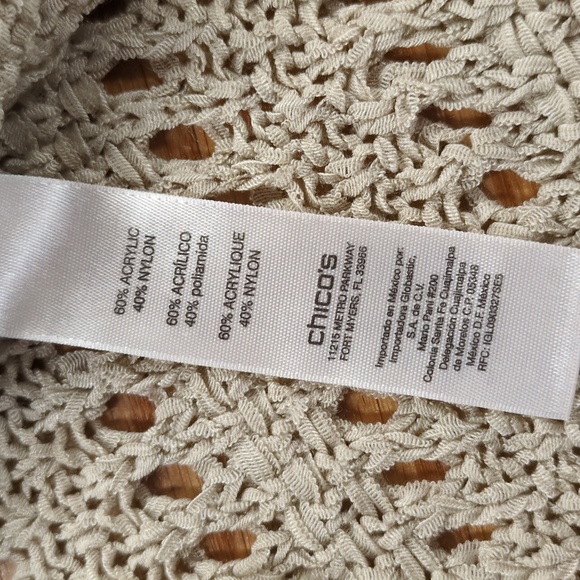 60% ACRYLIC
40% NYLON
60% ACRÍLICO
40% poliamida
60% ACRYLIQUE
40% NYLON
chico's
11215 METRO PARKWAY
FORT MYERS, FL 33966
Importado en México por:
Importadora Globastic,
S.A. de C.V.
Mario Pani #200
Colonia Santa Fe Cuajimalpa
Delegación Cuajimalpa
de Morelos C.P. 05348
México D.F. México
RFC: IGL0903273E5